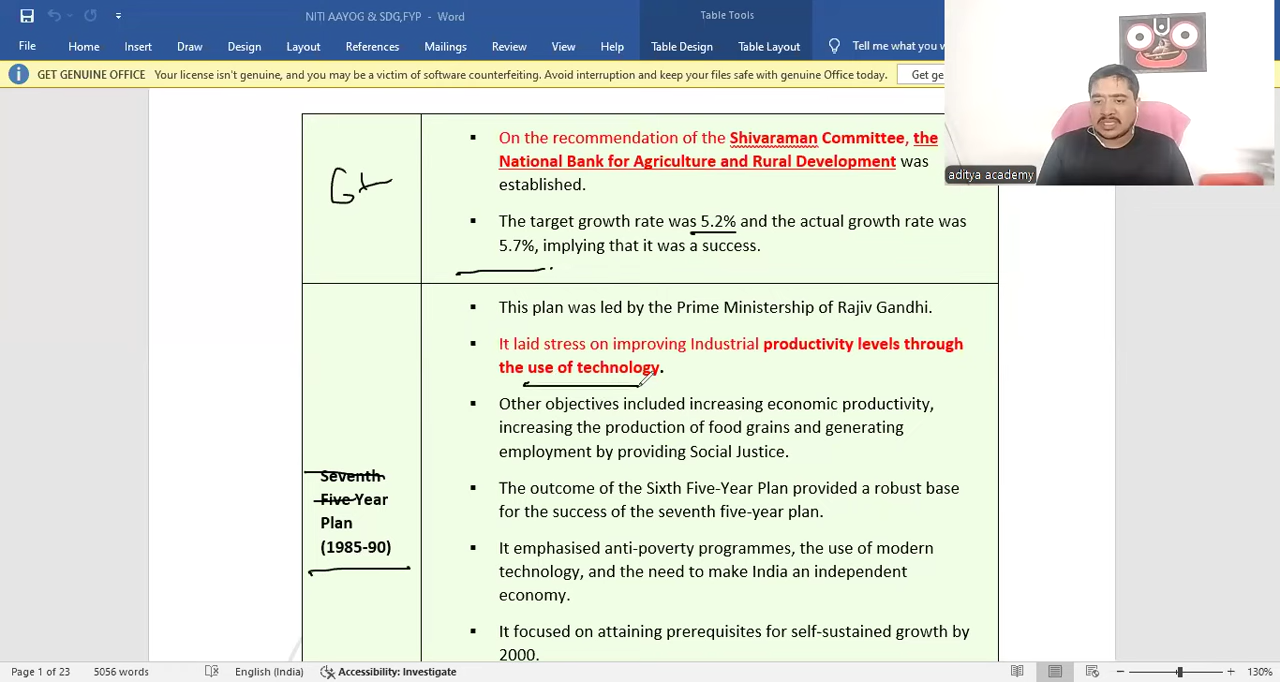 NITI AAYOG & SDG,FYP - Word
Table Tools
File Home Insert Draw Design Layout References Mailings Review View Help Table Design Table Layout Tell me what you
GET GENUINE OFFICE Your license isn't genuine, and you may be a victim of software counterfeiting. Avoid interruption and keep your files safe with genuine Office today. Get ge
aditya academy
▪ On the recommendation of the Shivaraman Committee, the
National Bank for Agriculture and Rural Development was
established.
▪ The target growth rate was 5.2% and the actual growth rate was
5.7%, implying that it was a success.
Seventh
Five Year
Plan
(1985-90)
▪ This plan was led by the Prime Ministership of Rajiv Gandhi.
▪ It laid stress on improving Industrial productivity levels through
the use of technology.
▪ Other objectives included increasing economic productivity,
increasing the production of food grains and generating
employment by providing Social Justice.
▪ The outcome of the Sixth Five-Year Plan provided a robust base
for the success of the seventh five-year plan.
▪ It emphasised anti-poverty programmes, the use of modern
technology, and the need to make India an independent
economy.
▪ It focused on attaining prerequisites for self-sustained growth by
2000.
Page 1 of 23 5056 words English (India) Accessibility: Investigate 130%